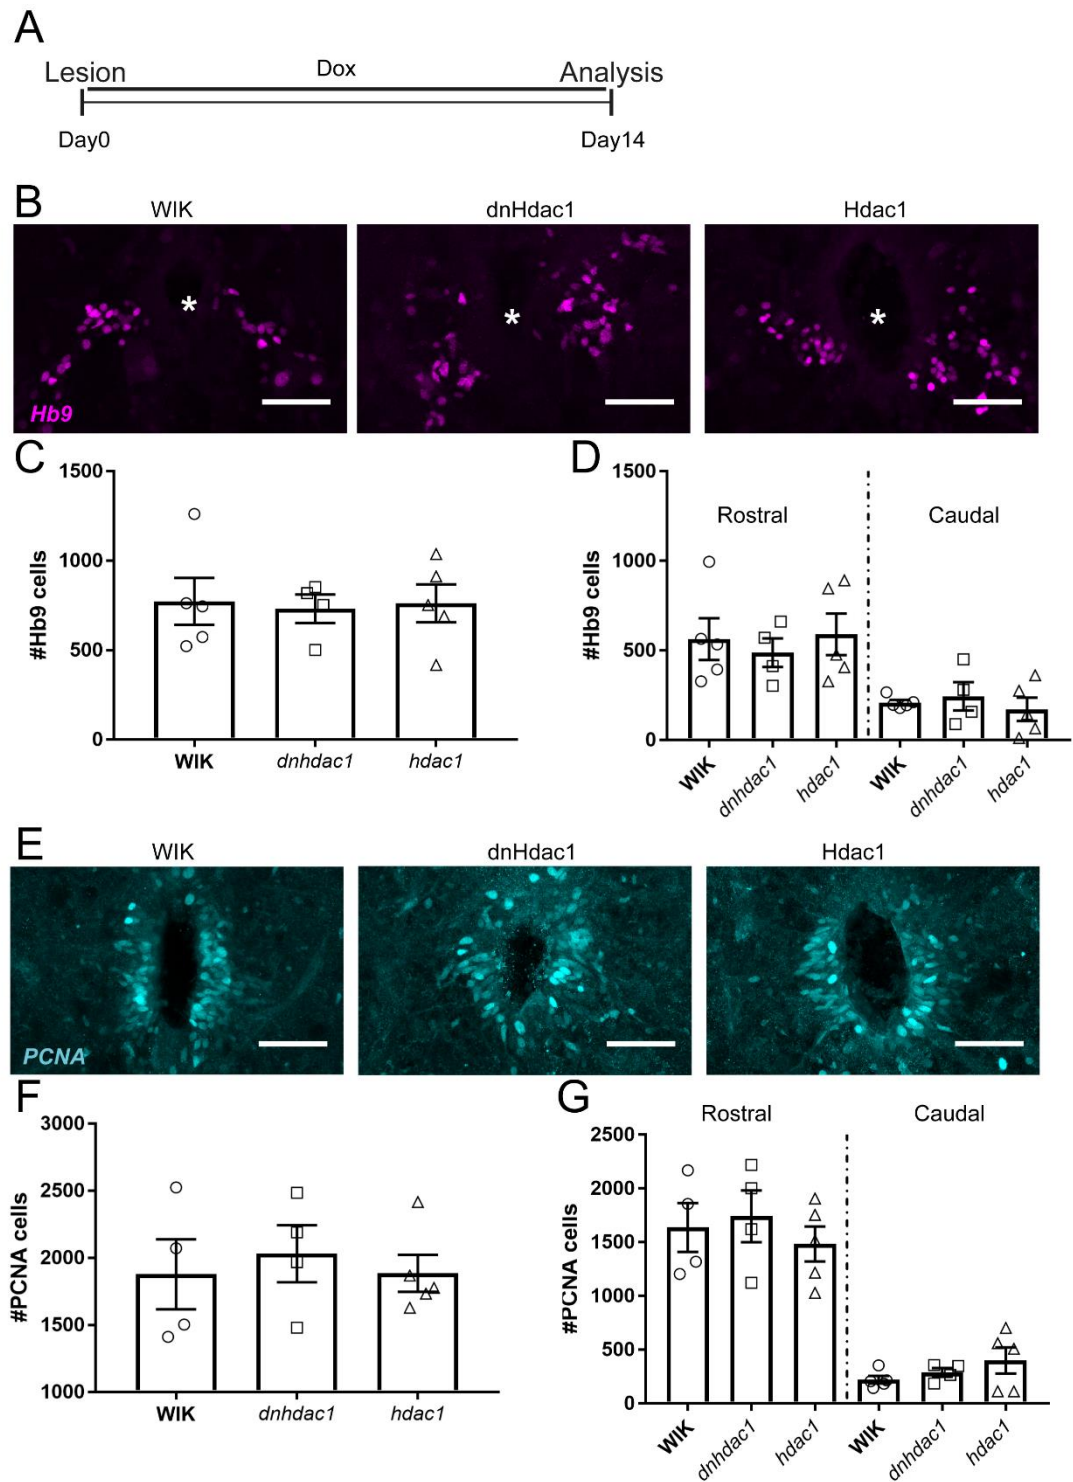 A
Lesion Dox Analysis
Day0 Day14
B
WIK dnHdac1 Hdac1
* * *
Hb9
C
#Hb9 cells
1500
1000
500
0
WIK dnhdac1 hdac1
D
#Hb9 cells
1500
1000
500
0
Rostral Caudal
WIK dnhdac1 hdac1 WIK dnhdac1 hdac1
E
WIK dnHdac1 Hdac1
PCNA
F
#PCNA cells
3000
2500
2000
1500
1000
WIK dnhdac1 hdac1
G
#PCNA cells
Rostral Caudal
2500
2000
1500
1000
500
0
WIK dnhdac1 hdac1 WIK dnhdac1 hdac1